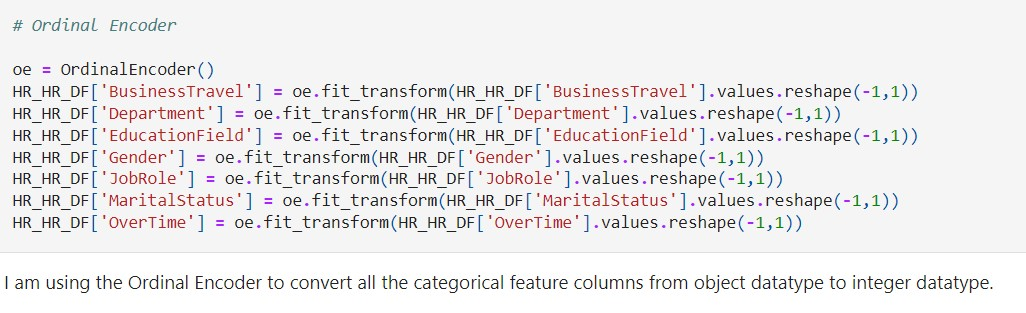 # Ordinal Encoder
oe = OrdinalEncoder()
HR_HR_DF['BusinessTravel'] = oe.fit_transform(HR_HR_DF['BusinessTravel'].values.reshape(-1,1))
HR_HR_DF['Department'] = oe.fit_transform(HR_HR_DF['Department'].values.reshape(-1,1))
HR_HR_DF['EducationField'] = oe.fit_transform(HR_HR_DF['EducationField'].values.reshape(-1,1))
HR_HR_DF['Gender'] = oe.fit_transform(HR_HR_DF['Gender'].values.reshape(-1,1))
HR_HR_DF['JobRole'] = oe.fit_transform(HR_HR_DF['JobRole'].values.reshape(-1,1))
HR_HR_DF['MaritalStatus'] = oe.fit_transform(HR_HR_DF['MaritalStatus'].values.reshape(-1,1))
HR_HR_DF['OverTime'] = oe.fit_transform(HR_HR_DF['OverTime'].values.reshape(-1,1))
I am using the Ordinal Encoder to convert all the categorical feature columns from object datatype to integer datatype.